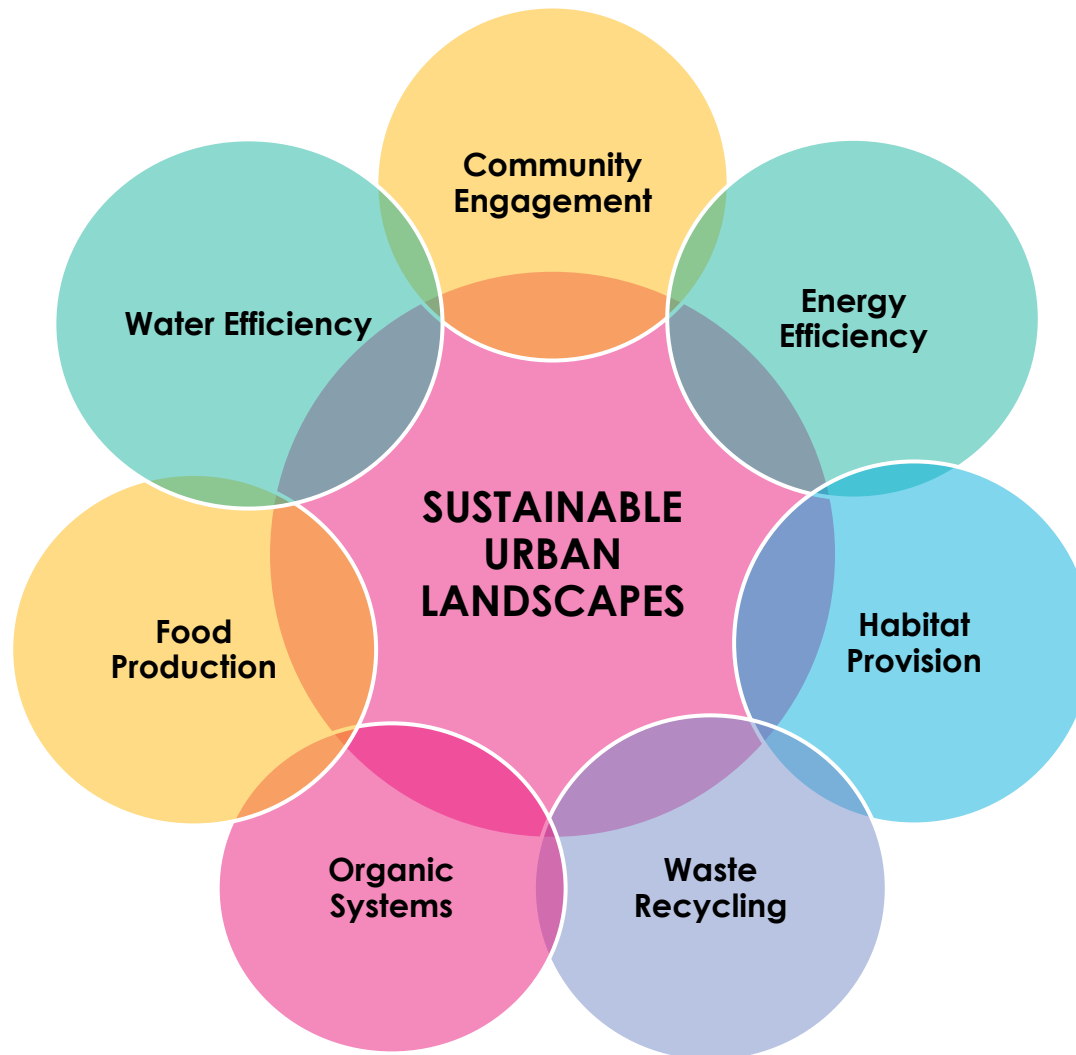 Community
Engagement
Energy
Efficiency
Water Efficiency
SUSTAINABLE
URBAN
LANDSCAPES
Habitat
Provision
Food
Production
Waste
Recycling
Organic
Systems